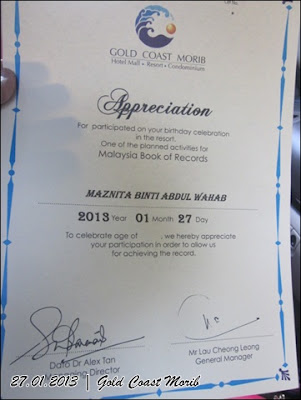 GOLD COAST MORIB
Hotel Mall • Resort • Condominium
Appreciation
For participated on your birthday celebration
in the resort.
One of the planned activities for
Malaysia Book of Records
MAZNITA BINTI ABDUL WAHAB
2013 Year 01 Month 27 Day
To celebrate age of , we hereby appreciate
your participation in order to allow us
for achieving the record.
Dato Dr Alex Tan
Director
Mr Lau Cheong Leong
General Manager
27.01.2013 | Gold Coast Morib